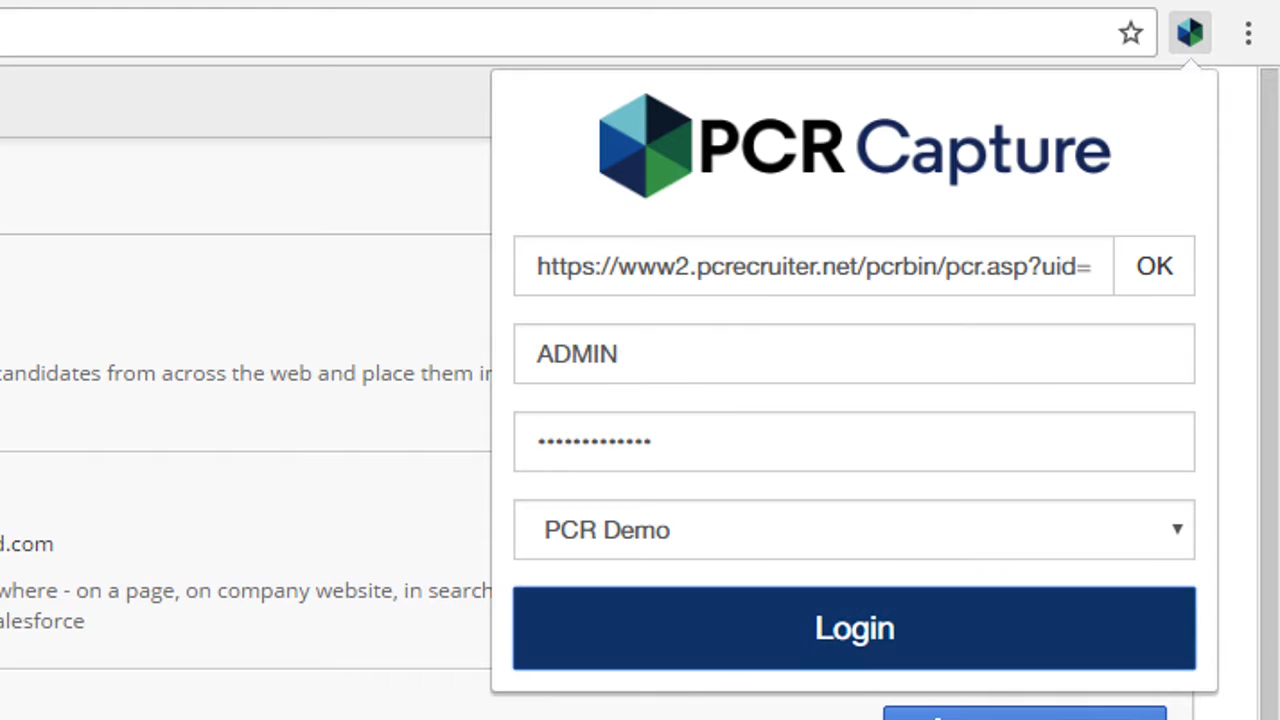 PCR Capture
https://www2.pcrecruiter.net/pcrbin/pcr.asp?uid=
OK
ADMIN
•••••••••••••
PCR Demo
Login
candidates from across the web and place them in
d.com
where - on a page, on company website, in search
alesforce